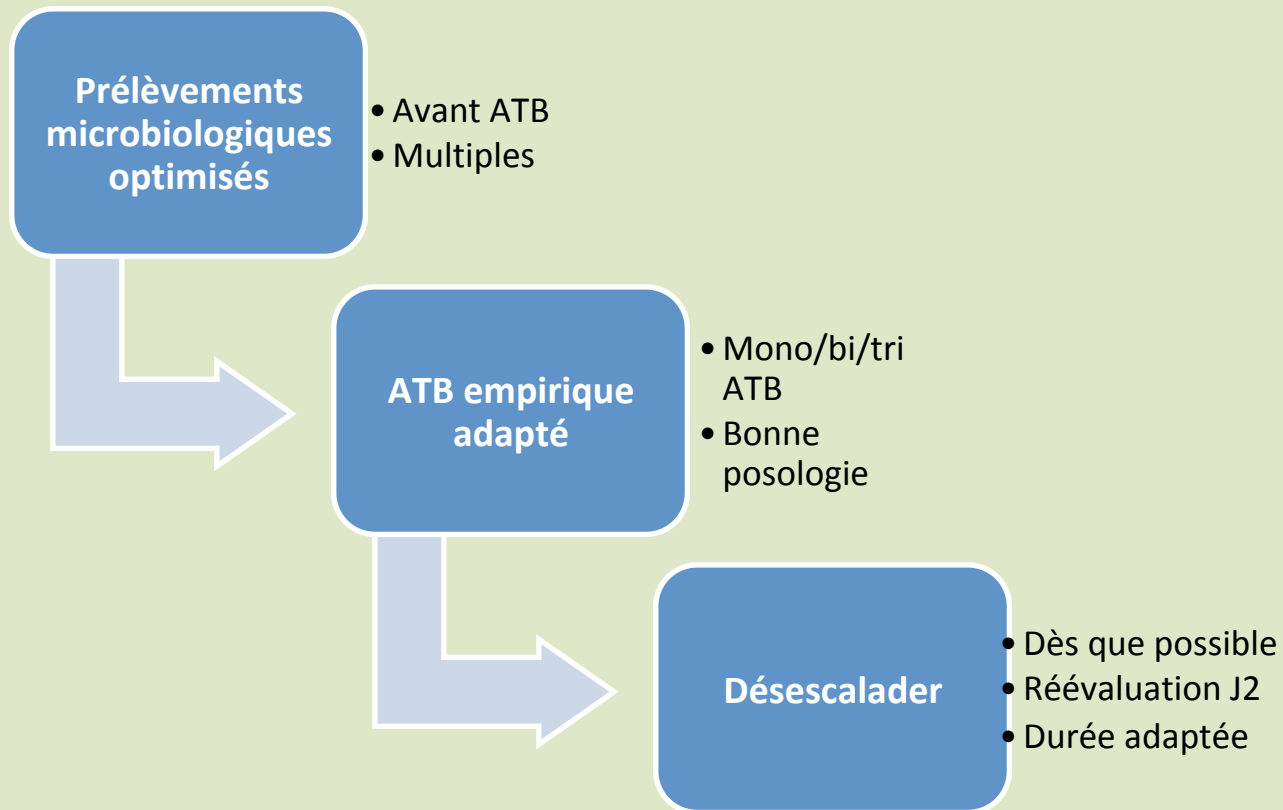 Prélèvements
microbiologiques
optimisés
• Avant ATB
• Multiples
ATB empirique
adapté
• Mono/bi/tri
ATB
• Bonne
posologie
Désescalader
• Dès que possible
• Réévaluation J2
• Durée adaptée